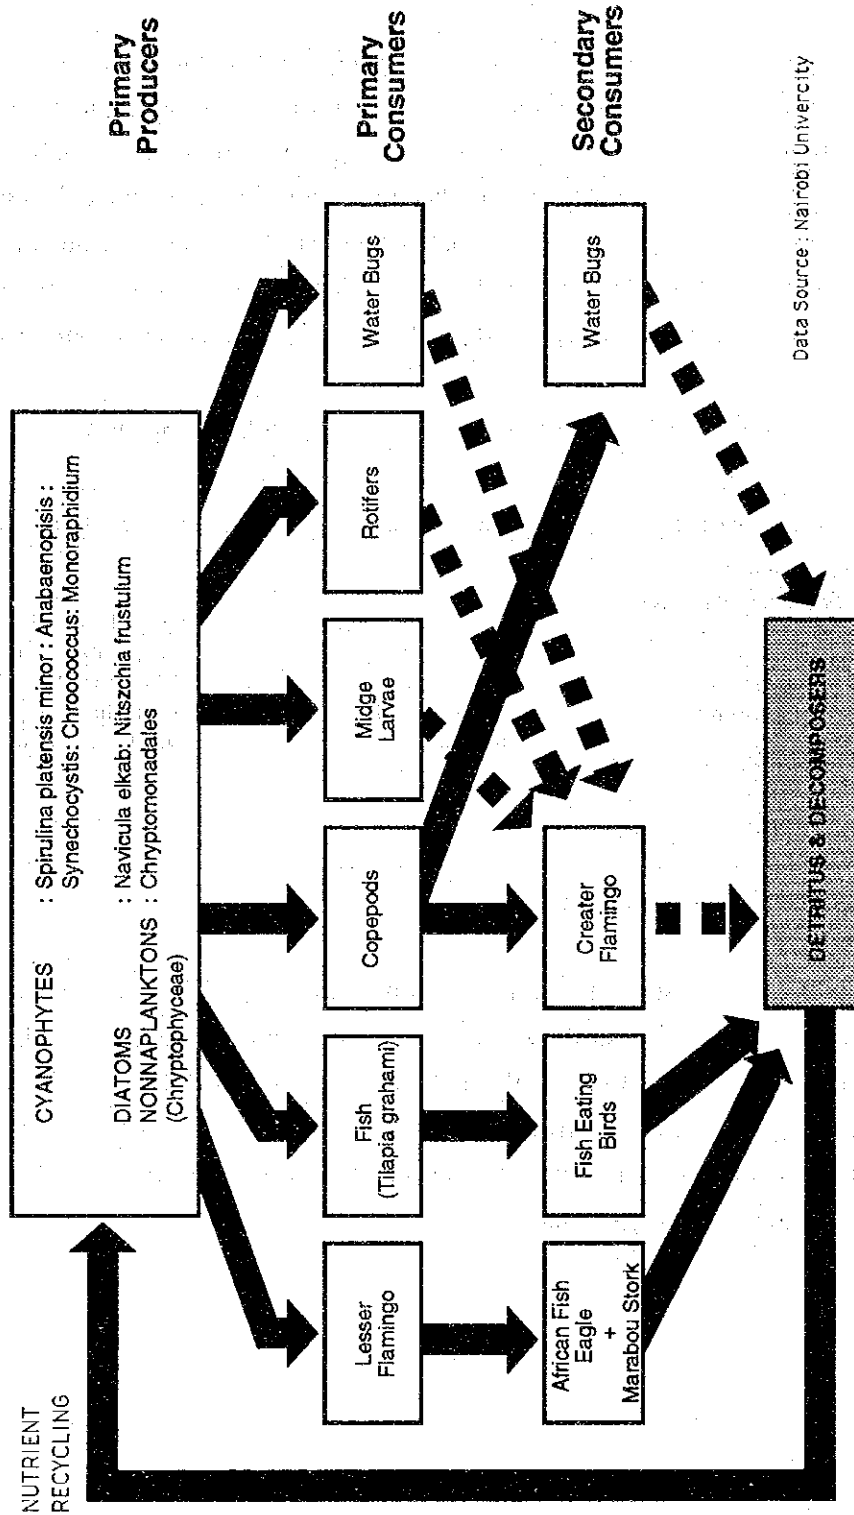 NUTRIENT
RECYCLING
CYANOPHYTES : Spirulina platensis minor : Anabaenopisis :
Synechocystis: Chroococcus: Monoraphidium
DIATOMS : Navicula elkab: Nitszchia frustulum
NONNAPLANKTONS : Chryptomonadales
(Chryptophyceae)
Primary
Producers
Lesser
Flamingo
Fish
(Tilapia grahami)
Copepods
Midge
Larvae
Rotifers
Water Bugs
Primary
Consumers
African Fish
Eagle
+
Marabou Stork
Fish Eating
Birds
Creater
Flamingo
Water Bugs
Secondary
Consumers
DETRITUS & DECOMPOSERS
Data Source : Nairobi Univercity